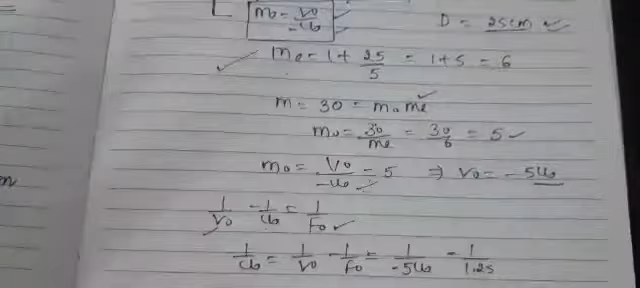 m₀ = V₀/-U₀ D = 25cm
mₑ = 1 + 25/5 = 1+5 = 6
m = 30 = m₀ mₑ
m₀ = 30/mₑ = 30/6 = 5
m₀ = V₀/-U₀ = 5 ⇒ V₀ = -5U₀
1/V₀ - 1/U₀ = 1/F₀
1/U₀ = 1/V₀ - 1/F₀ = 1/-5U₀ - 1/1.25